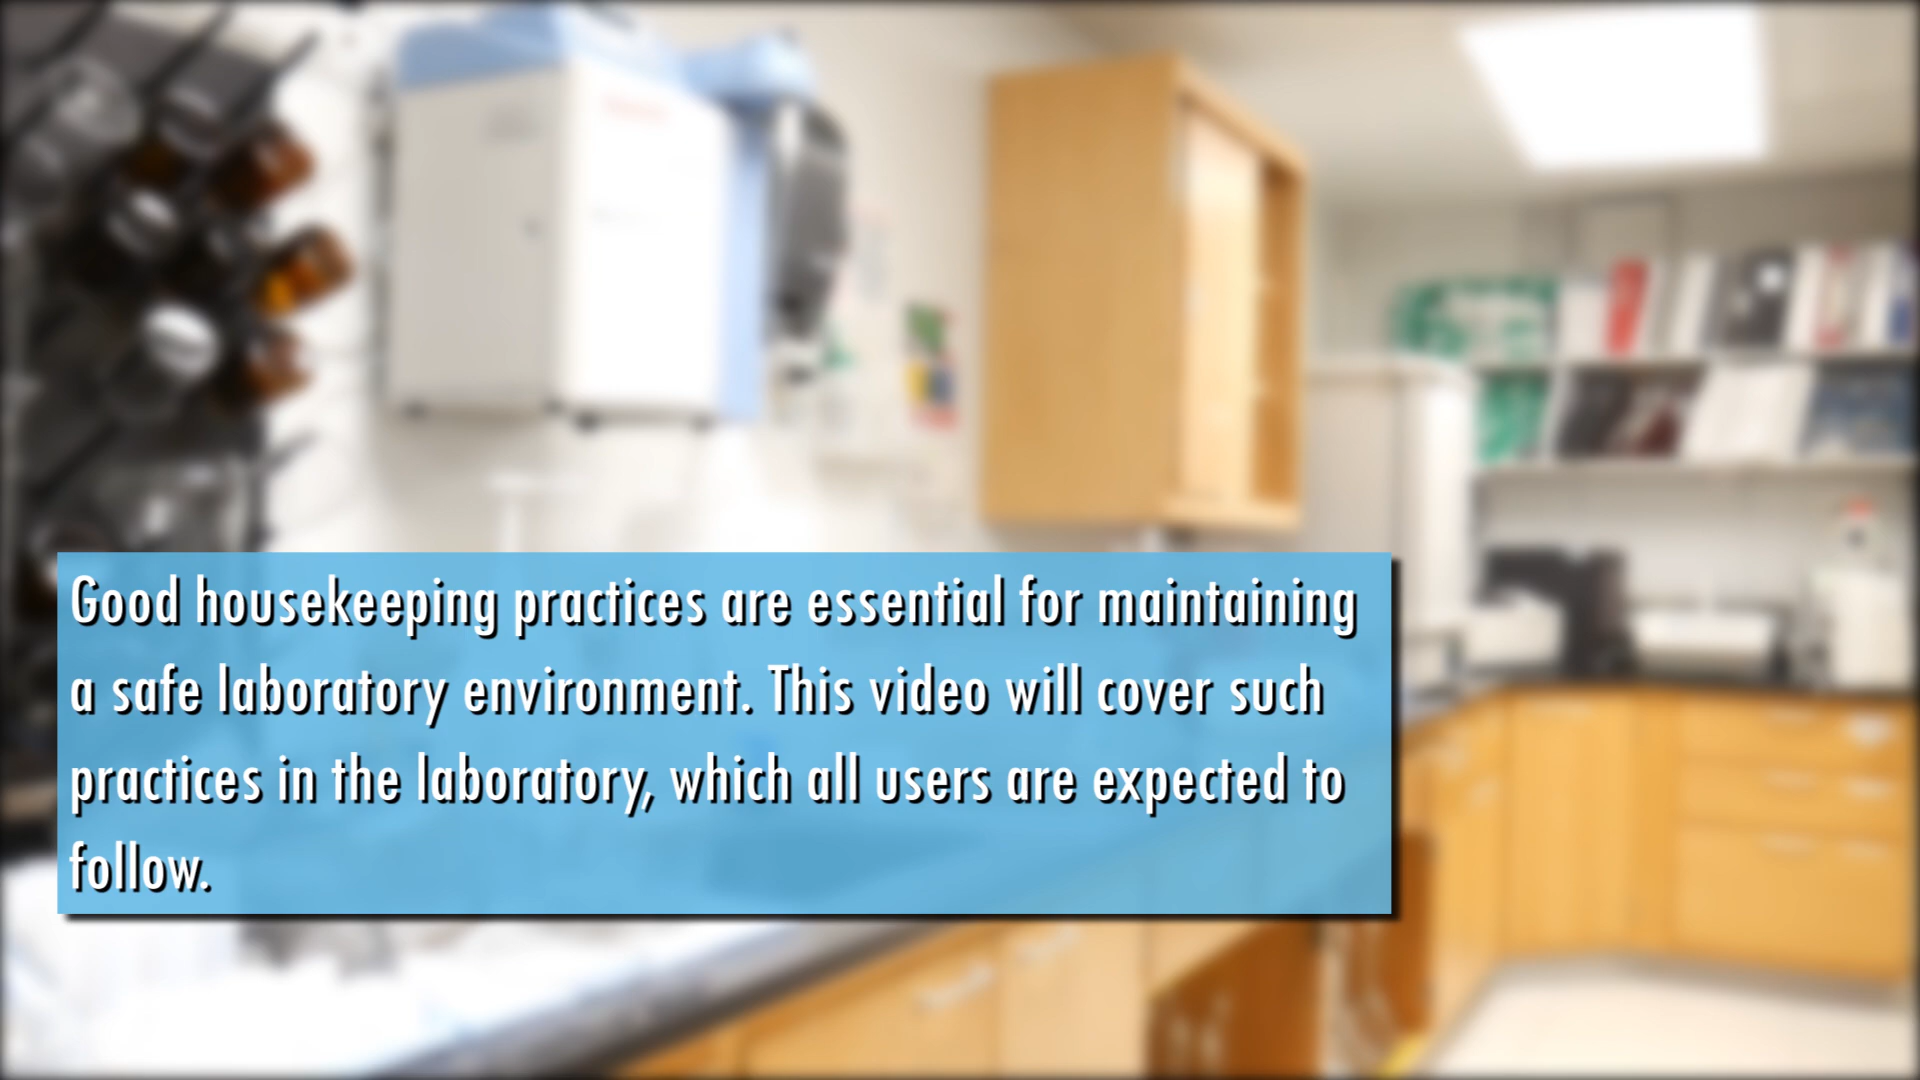 Good housekeeping practices are essential for maintaining
a safe laboratory environment. This video will cover such
practices in the laboratory, which all users are expected to
follow.